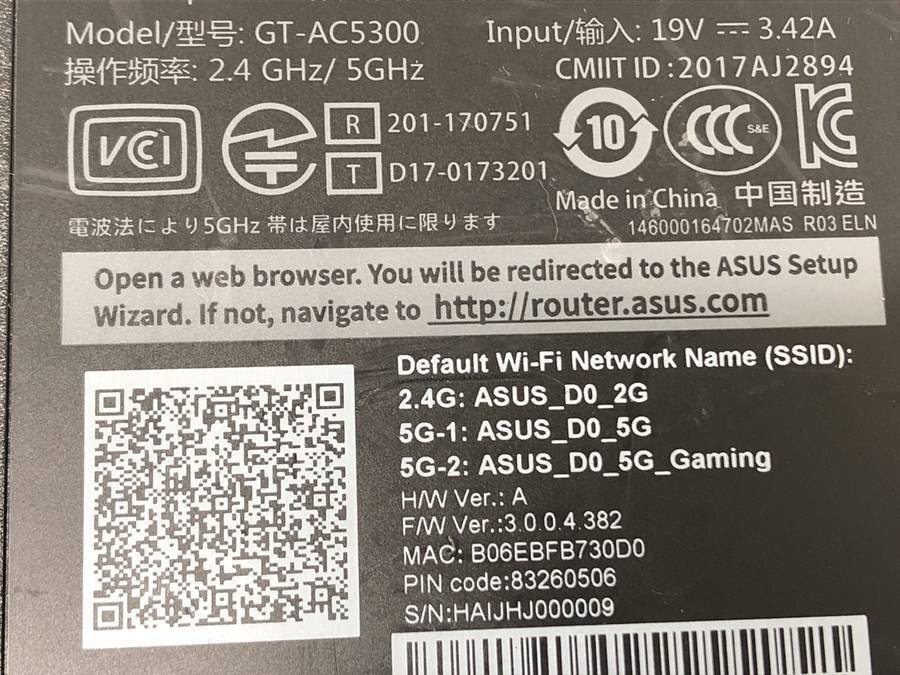 Model/型号: GT-AC5300
Input/输入: 19V ⎓ 3.42A
操作频率: 2.4 GHz/ 5GHz
CMIIT ID :2017AJ2894
VCI
R 201-170751
T D17-0173201
10
CCC S&E
KC
Made in China 中国制造
電波法により5GHz 帯は屋内使用に限ります
146000164702MAS R03 ELN
Open a web browser. You will be redirected to the ASUS Setup
Wizard. If not, navigate to http://router.asus.com
Default Wi-Fi Network Name (SSID):
2.4G: ASUS_D0_2G
5G-1: ASUS_D0_5G
5G-2: ASUS_D0_5G_Gaming
H/W Ver.: A
F/W Ver.:3.0.0.4.382
MAC: B06EBFB730D0
PIN code:83260506
S/N:HAIJHJ000009